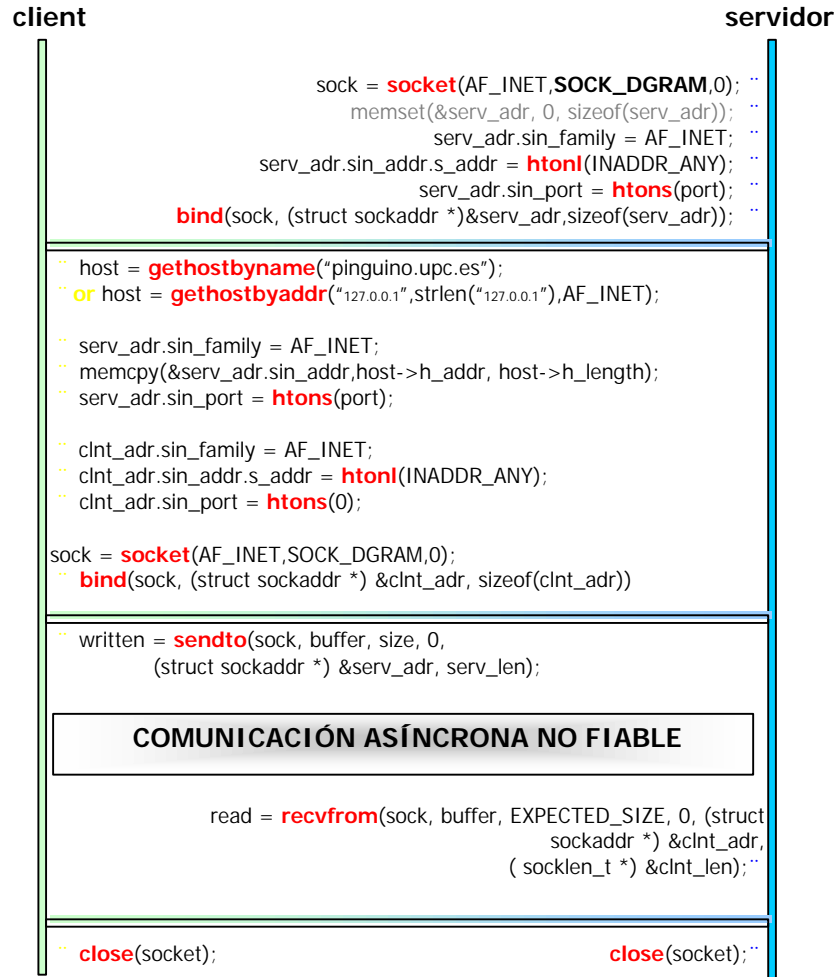 client servidor
sock = socket(AF_INET,SOCK_DGRAM,0); ¨
memset(&serv_adr, 0, sizeof(serv_adr)); ¨
serv_adr.sin_family = AF_INET; ¨
serv_adr.sin_addr.s_addr = htonl(INADDR_ANY); ¨
serv_adr.sin_port = htons(port); ¨
bind(sock, (struct sockaddr *)&serv_adr,sizeof(serv_adr)); ¨
¨ host = gethostbyname("pinguino.upc.es");
¨ or host = gethostbyaddr("127.0.0.1",strlen("127.0.0.1"),AF_INET);
¨ serv_adr.sin_family = AF_INET;
¨ memcpy(&serv_adr.sin_addr,host->h_addr, host->h_length);
¨ serv_adr.sin_port = htons(port);
¨ clnt_adr.sin_family = AF_INET;
¨ clnt_adr.sin_addr.s_addr = htonl(INADDR_ANY);
¨ clnt_adr.sin_port = htons(0);
sock = socket(AF_INET,SOCK_DGRAM,0);
¨ bind(sock, (struct sockaddr *) &clnt_adr, sizeof(clnt_adr))
¨ written = sendto(sock, buffer, size, 0,
(struct sockaddr *) &serv_adr, serv_len);
COMUNICACIÓN ASÍNCRONA NO FIABLE
read = recvfrom(sock, buffer, EXPECTED_SIZE, 0, (struct
sockaddr *) &clnt_adr,
( socklen_t *) &clnt_len);¨
¨ close(socket); close(socket);¨